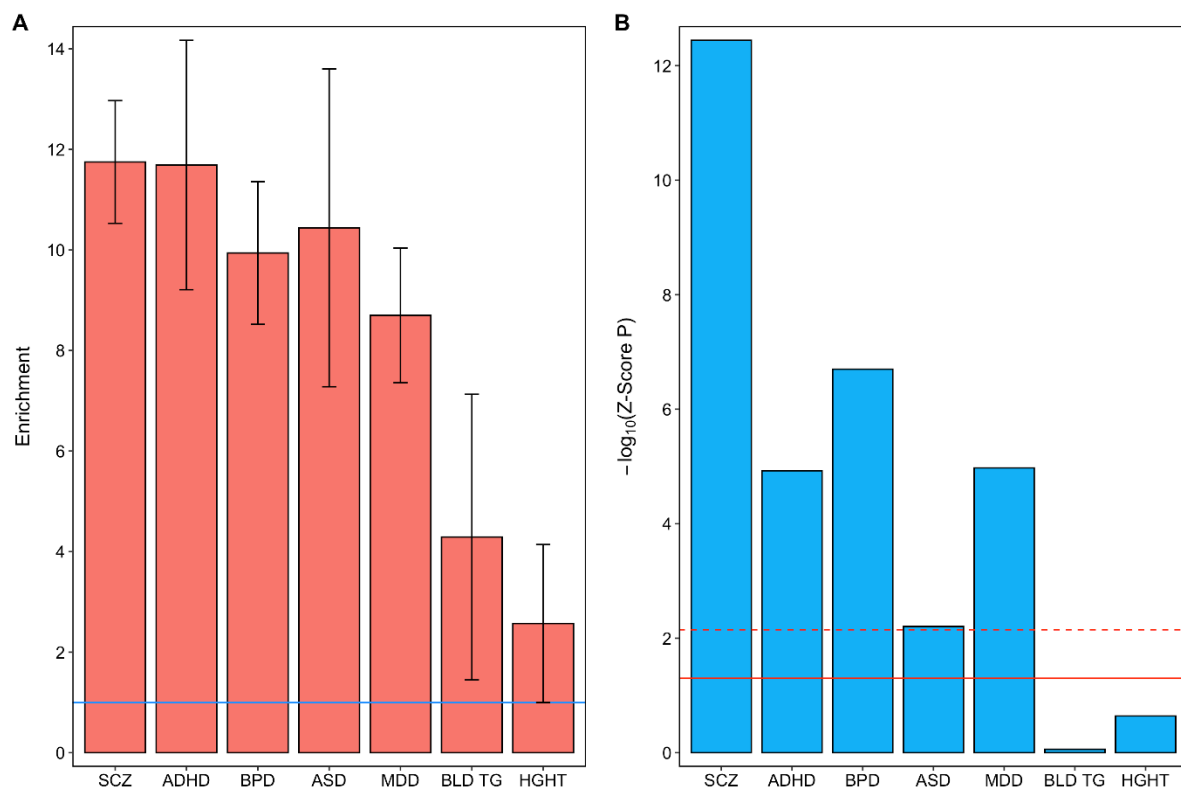 A
Enrichment
14
12
10
8
6
4
2
0
SCZ ADHD BPD ASD MDD BLD TG HGHT
B
−log₁₀(Z-Score P)
12
10
8
6
4
2
0
SCZ ADHD BPD ASD MDD BLD TG HGHT